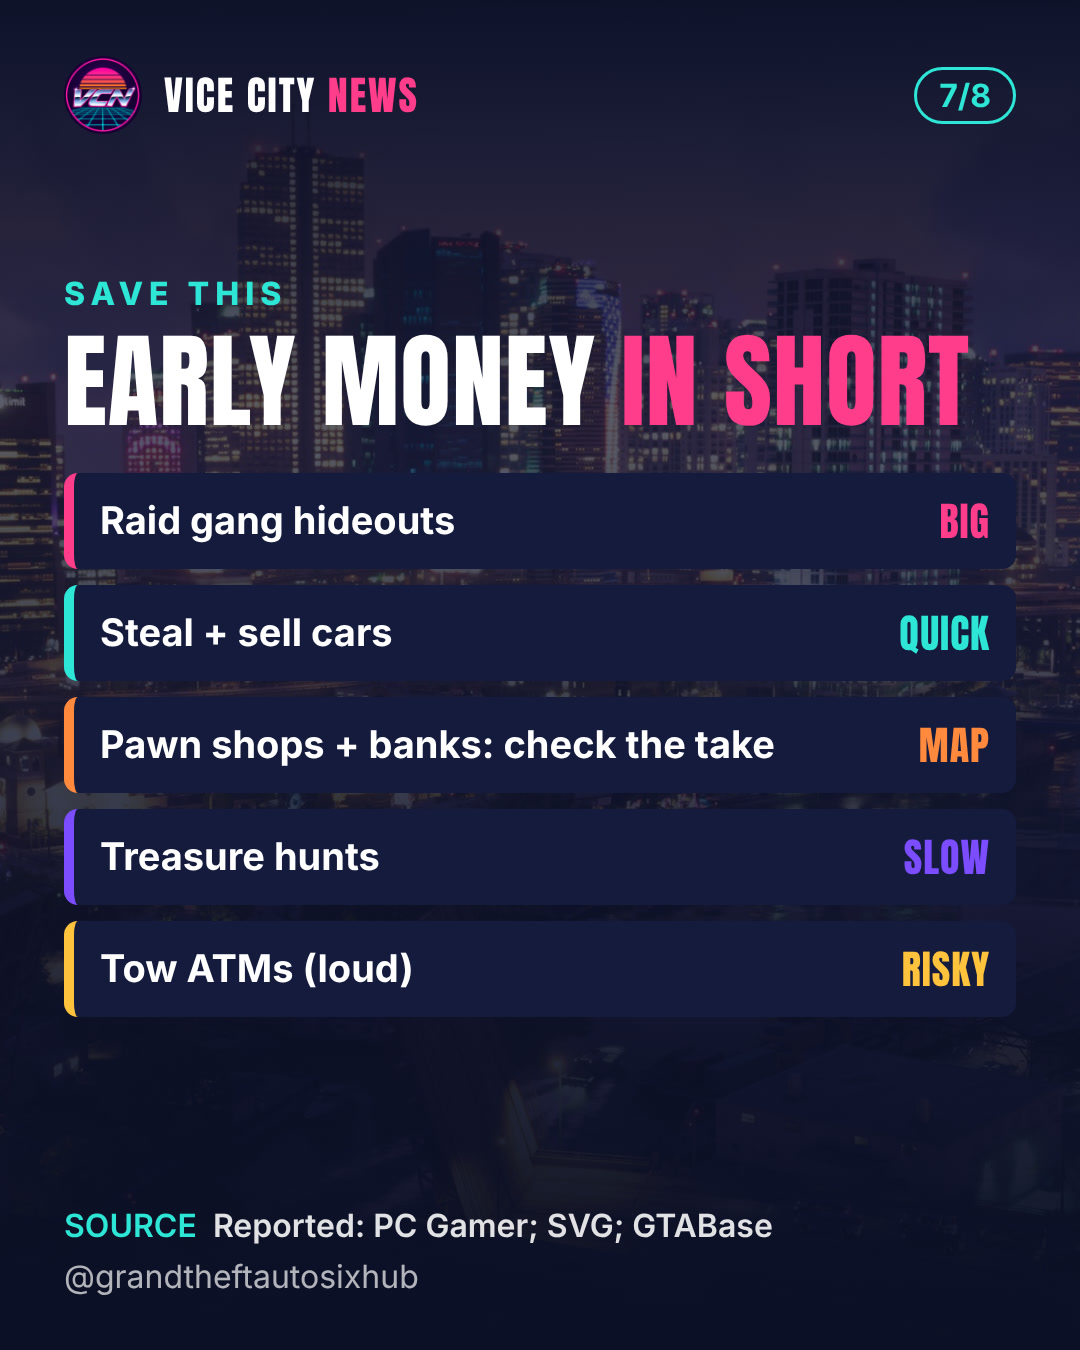 VCN
VICE CITY NEWS
7/8
SAVE THIS
EARLY MONEY IN SHORT
Raid gang hideouts
BIG
Steal + sell cars
QUICK
Pawn shops + banks: check the take
MAP
Treasure hunts
SLOW
Tow ATMs (loud)
RISKY
SOURCE Reported: PC Gamer; SVG; GTABase
@grandtheftautosixhub